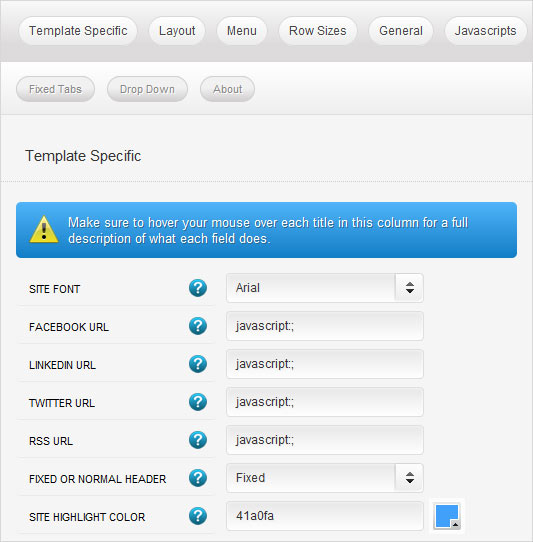 Template Specific Layout Menu Row Sizes General Javascripts
Fixed Tabs Drop Down About
Template Specific
Make sure to hover your mouse over each title in this column for a full
description of what each field does.
SITE FONT ? Arial
FACEBOOK URL ? javascript:;
LINKEDIN URL ? javascript:;
TWITTER URL ? javascript:;
RSS URL ? javascript:;
FIXED OR NORMAL HEADER ? Fixed
SITE HIGHLIGHT COLOR ? 41a0fa